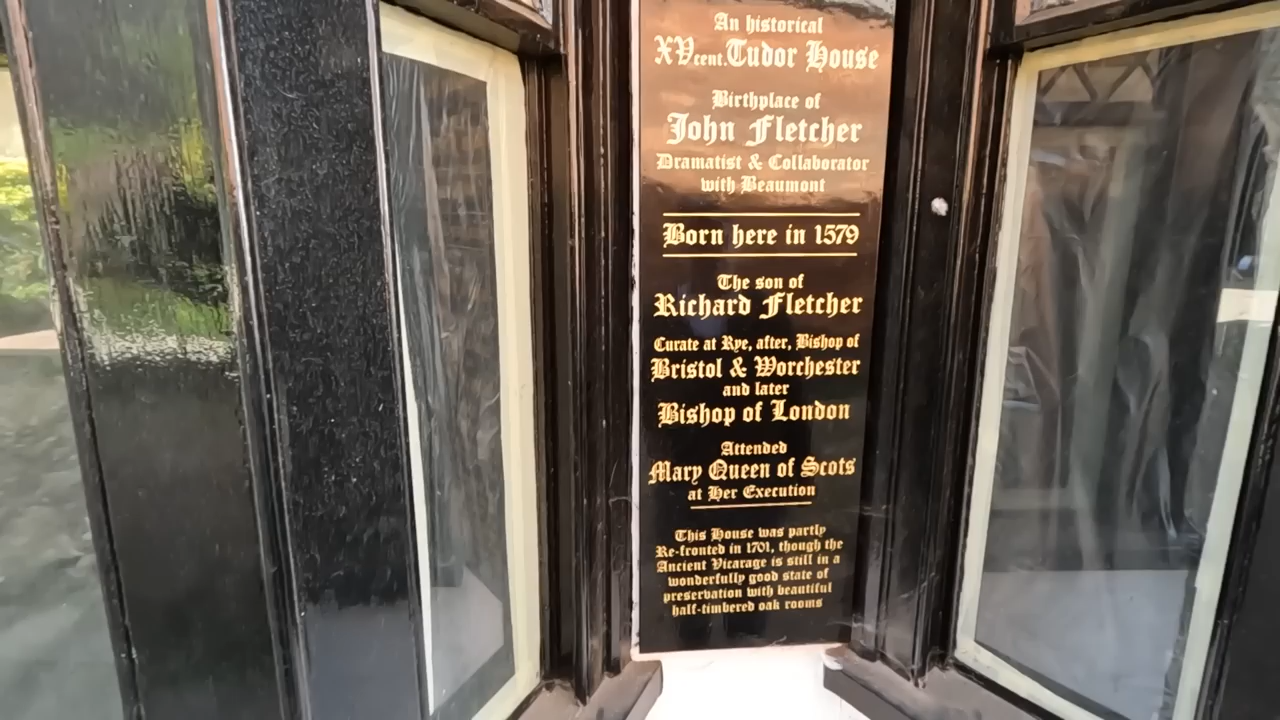 An historical
XVcent.Tudor House
Birthplace of
John Fletcher
Dramatist & Collaborator
with Beaumont
Born here in 1579
The son of
Richard Fletcher
Curate at Rye, after, Bishop of
Bristol & Worchester
and later
Bishop of London
Attended
Mary Queen of Scots
at Her Execution
This House was partly
Re-fronted in 1701, though the
Ancient Vicarage is still in a
wonderfully good state of
preservation with beautiful
half-timbered oak rooms